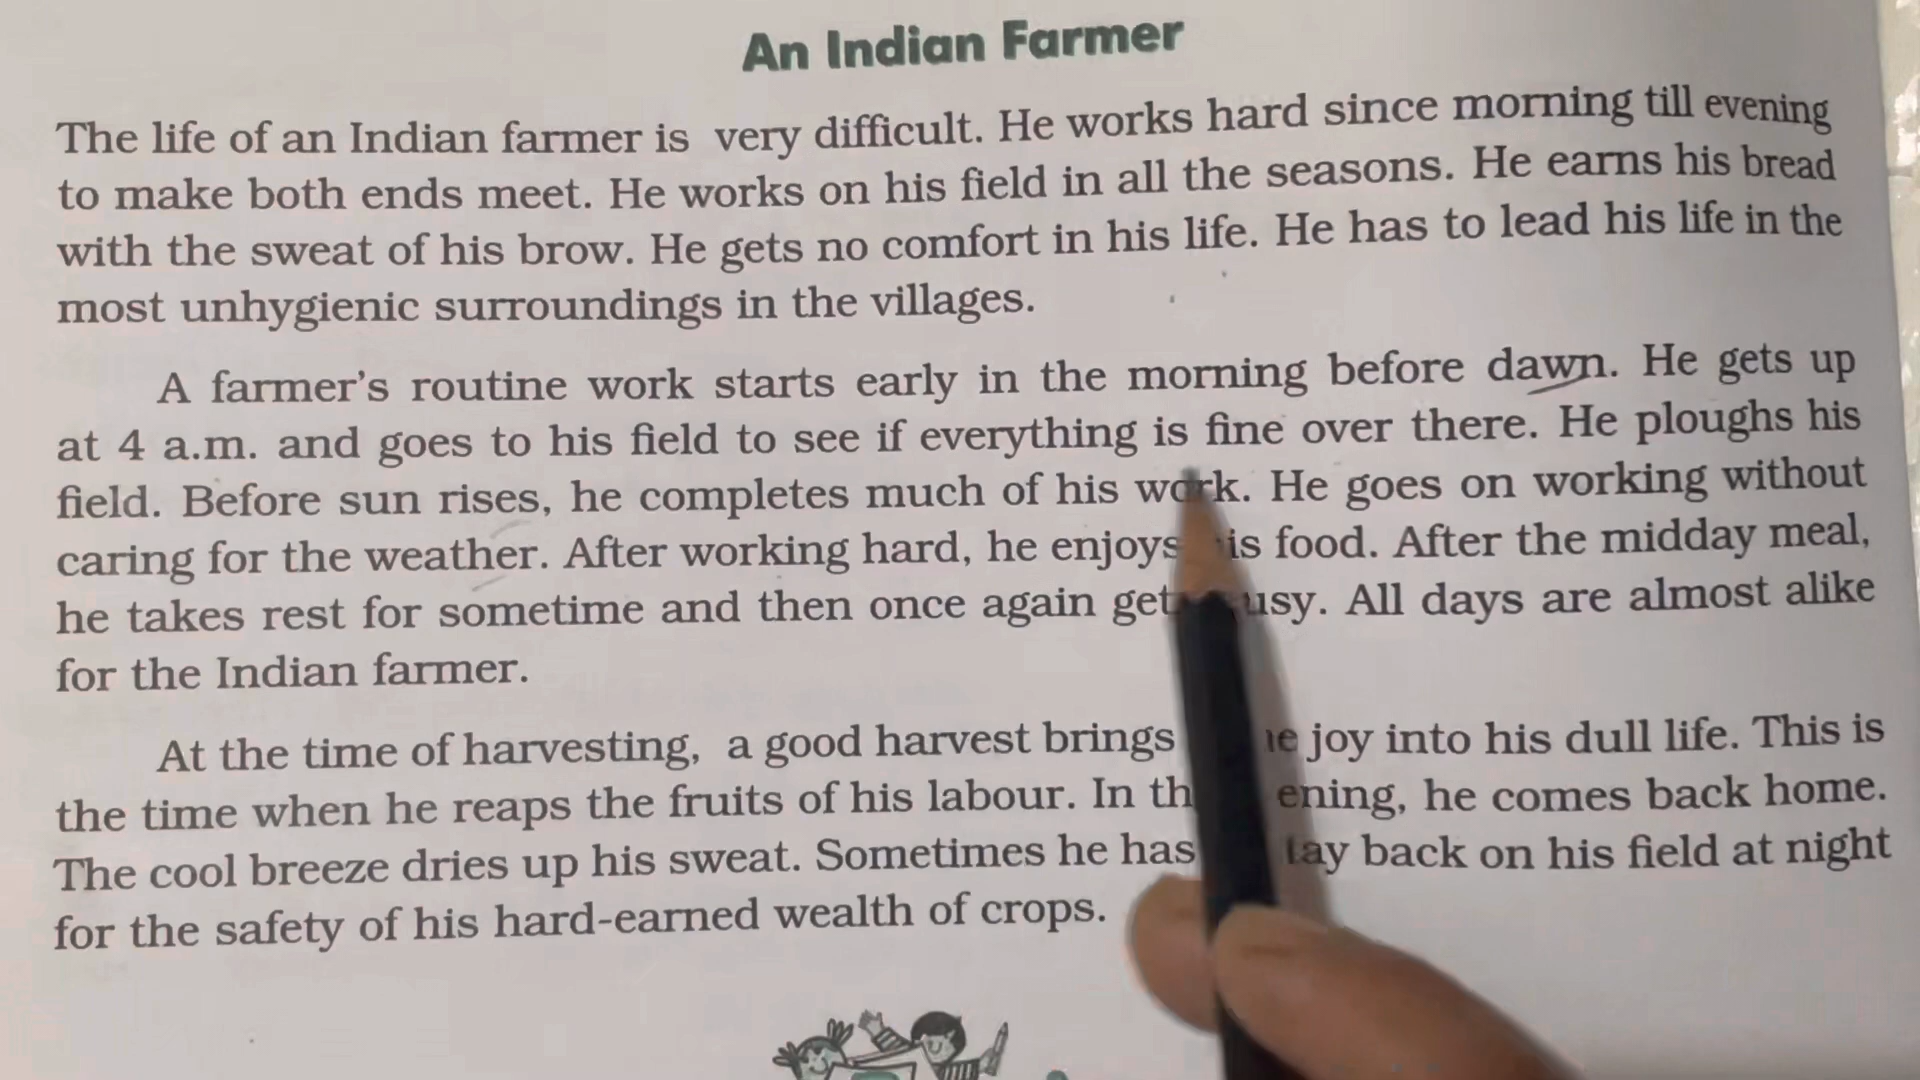 An Indian Farmer
The life of an Indian farmer is very difficult. He works hard since morning till evening
to make both ends meet. He works on his field in all the seasons. He earns his bread
with the sweat of his brow. He gets no comfort in his life. He has to lead his life in the
most unhygienic surroundings in the villages.
A farmer's routine work starts early in the morning before dawn. He gets up
at 4 a.m. and goes to his field to see if everything is fine over there. He ploughs his
field. Before sun rises, he completes much of his work. He goes on working without
caring for the weather. After working hard, he enjoys food. After the midday meal,
he takes rest for sometime and then once again All days are almost alike
for the Indian farmer.
At the time of harvesting, a good harvest brings joy into his dull life. This is
the time when he reaps the fruits of his labour. In he comes back home.
The cool breeze dries up his sweat. Sometimes he has back on his field at night
for the safety of his hard-earned wealth of crops.